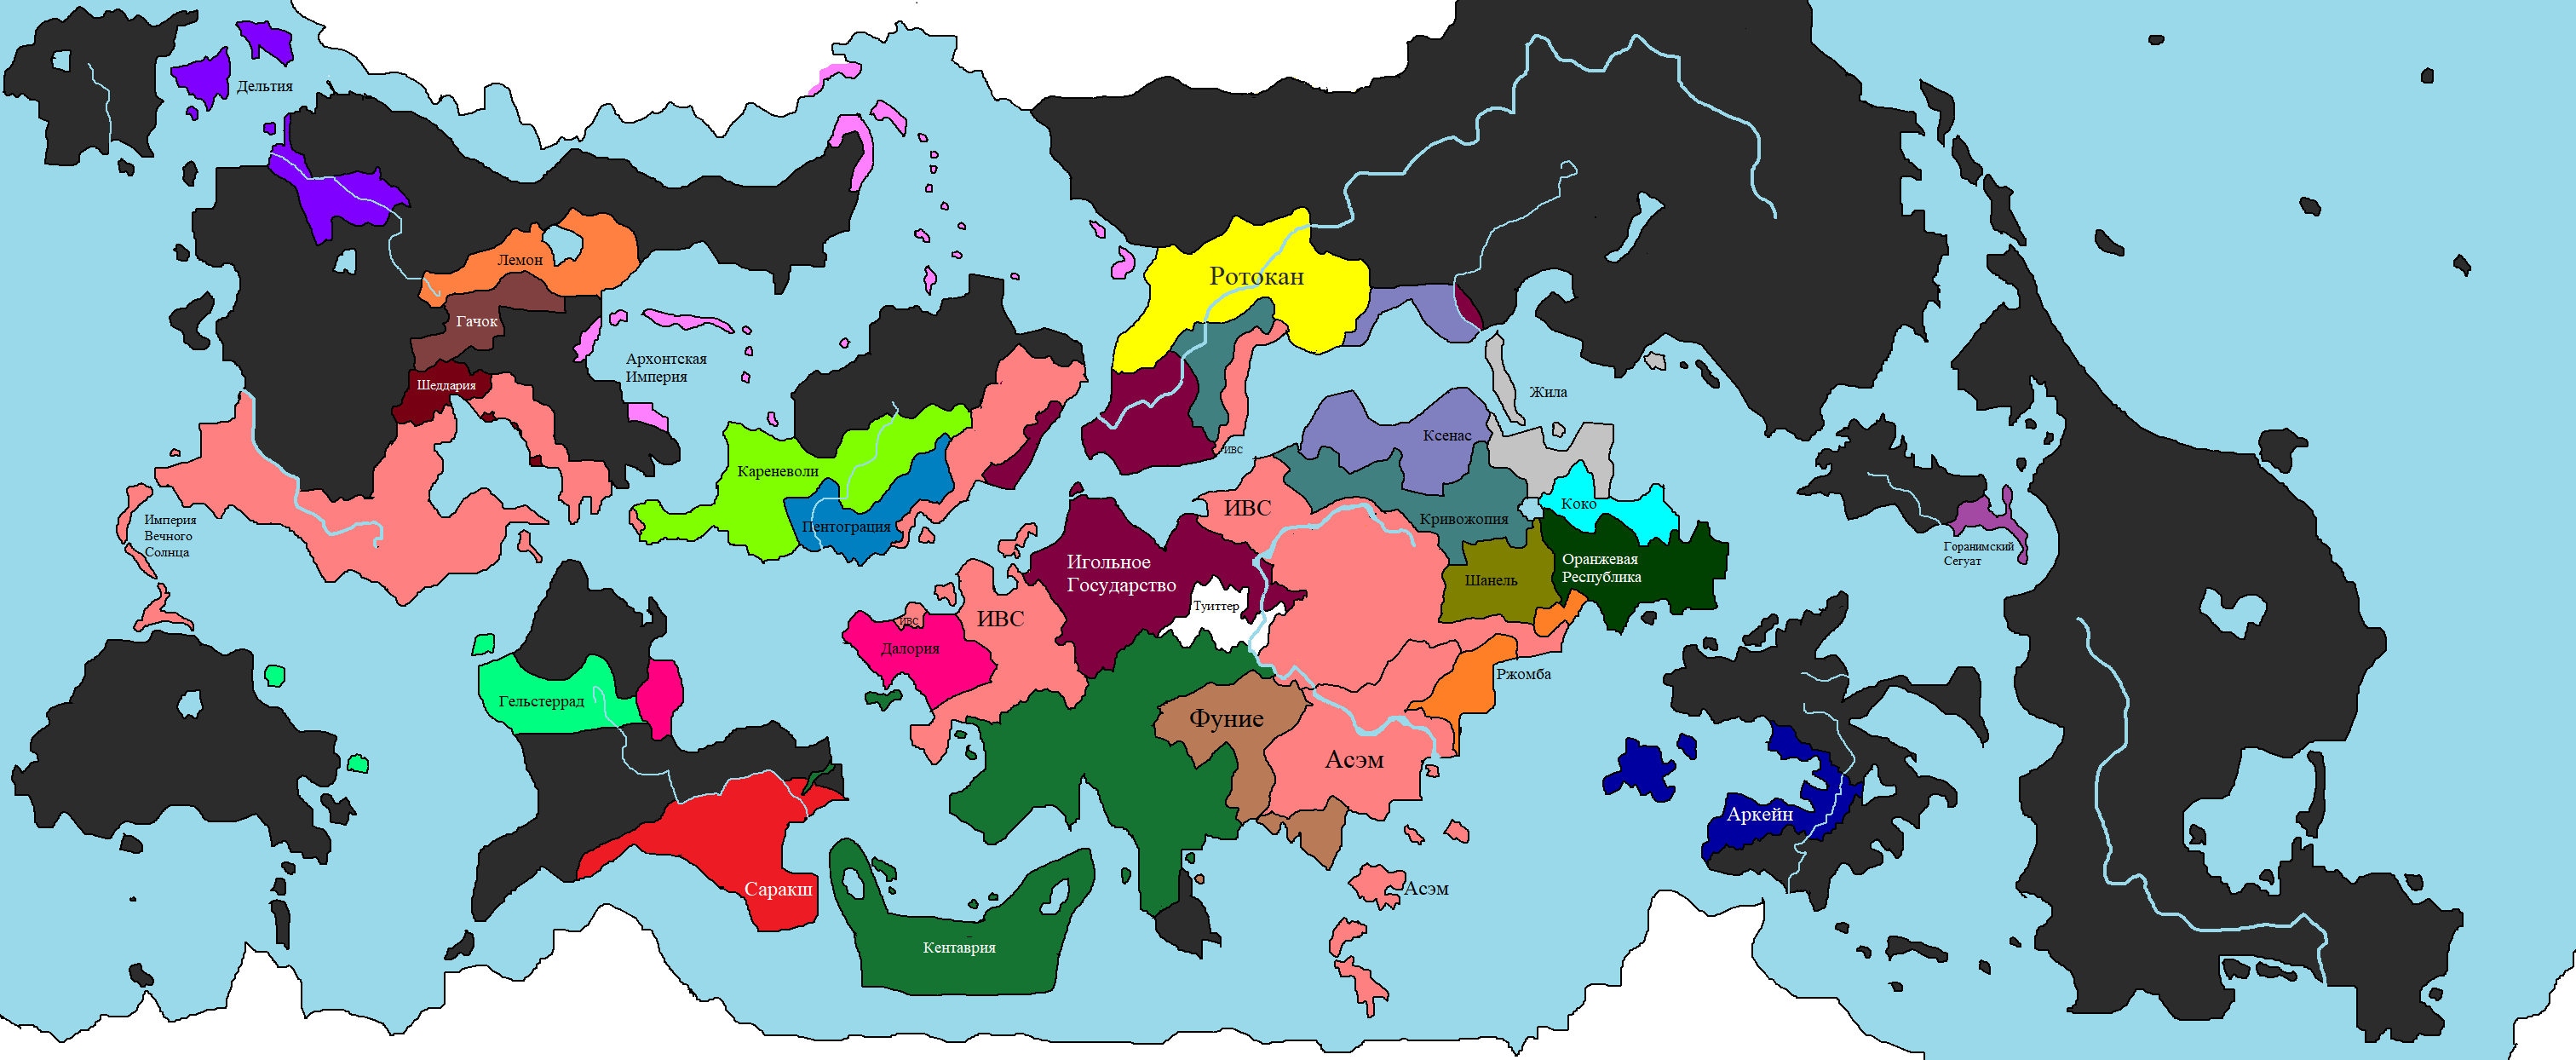 Дельтия
Лемон
Ротокан
Гачок
Архонтская
Империя
Шеддария
Жила
Ксенас
ИВС
Кареневоли
ИВС
Коко
Кривожопия
Пентограция
Империя
Вечного
Солнца
Горанимский
Сегуат
Игольное
Государство
Оранжевая
Республика
Шанель
Туиттер
ИВС
ИВС
Далория
Ржомба
Гельстеррад
Фуние
Асэм
Аркейн
Саракш
Асэм
Кентаврия